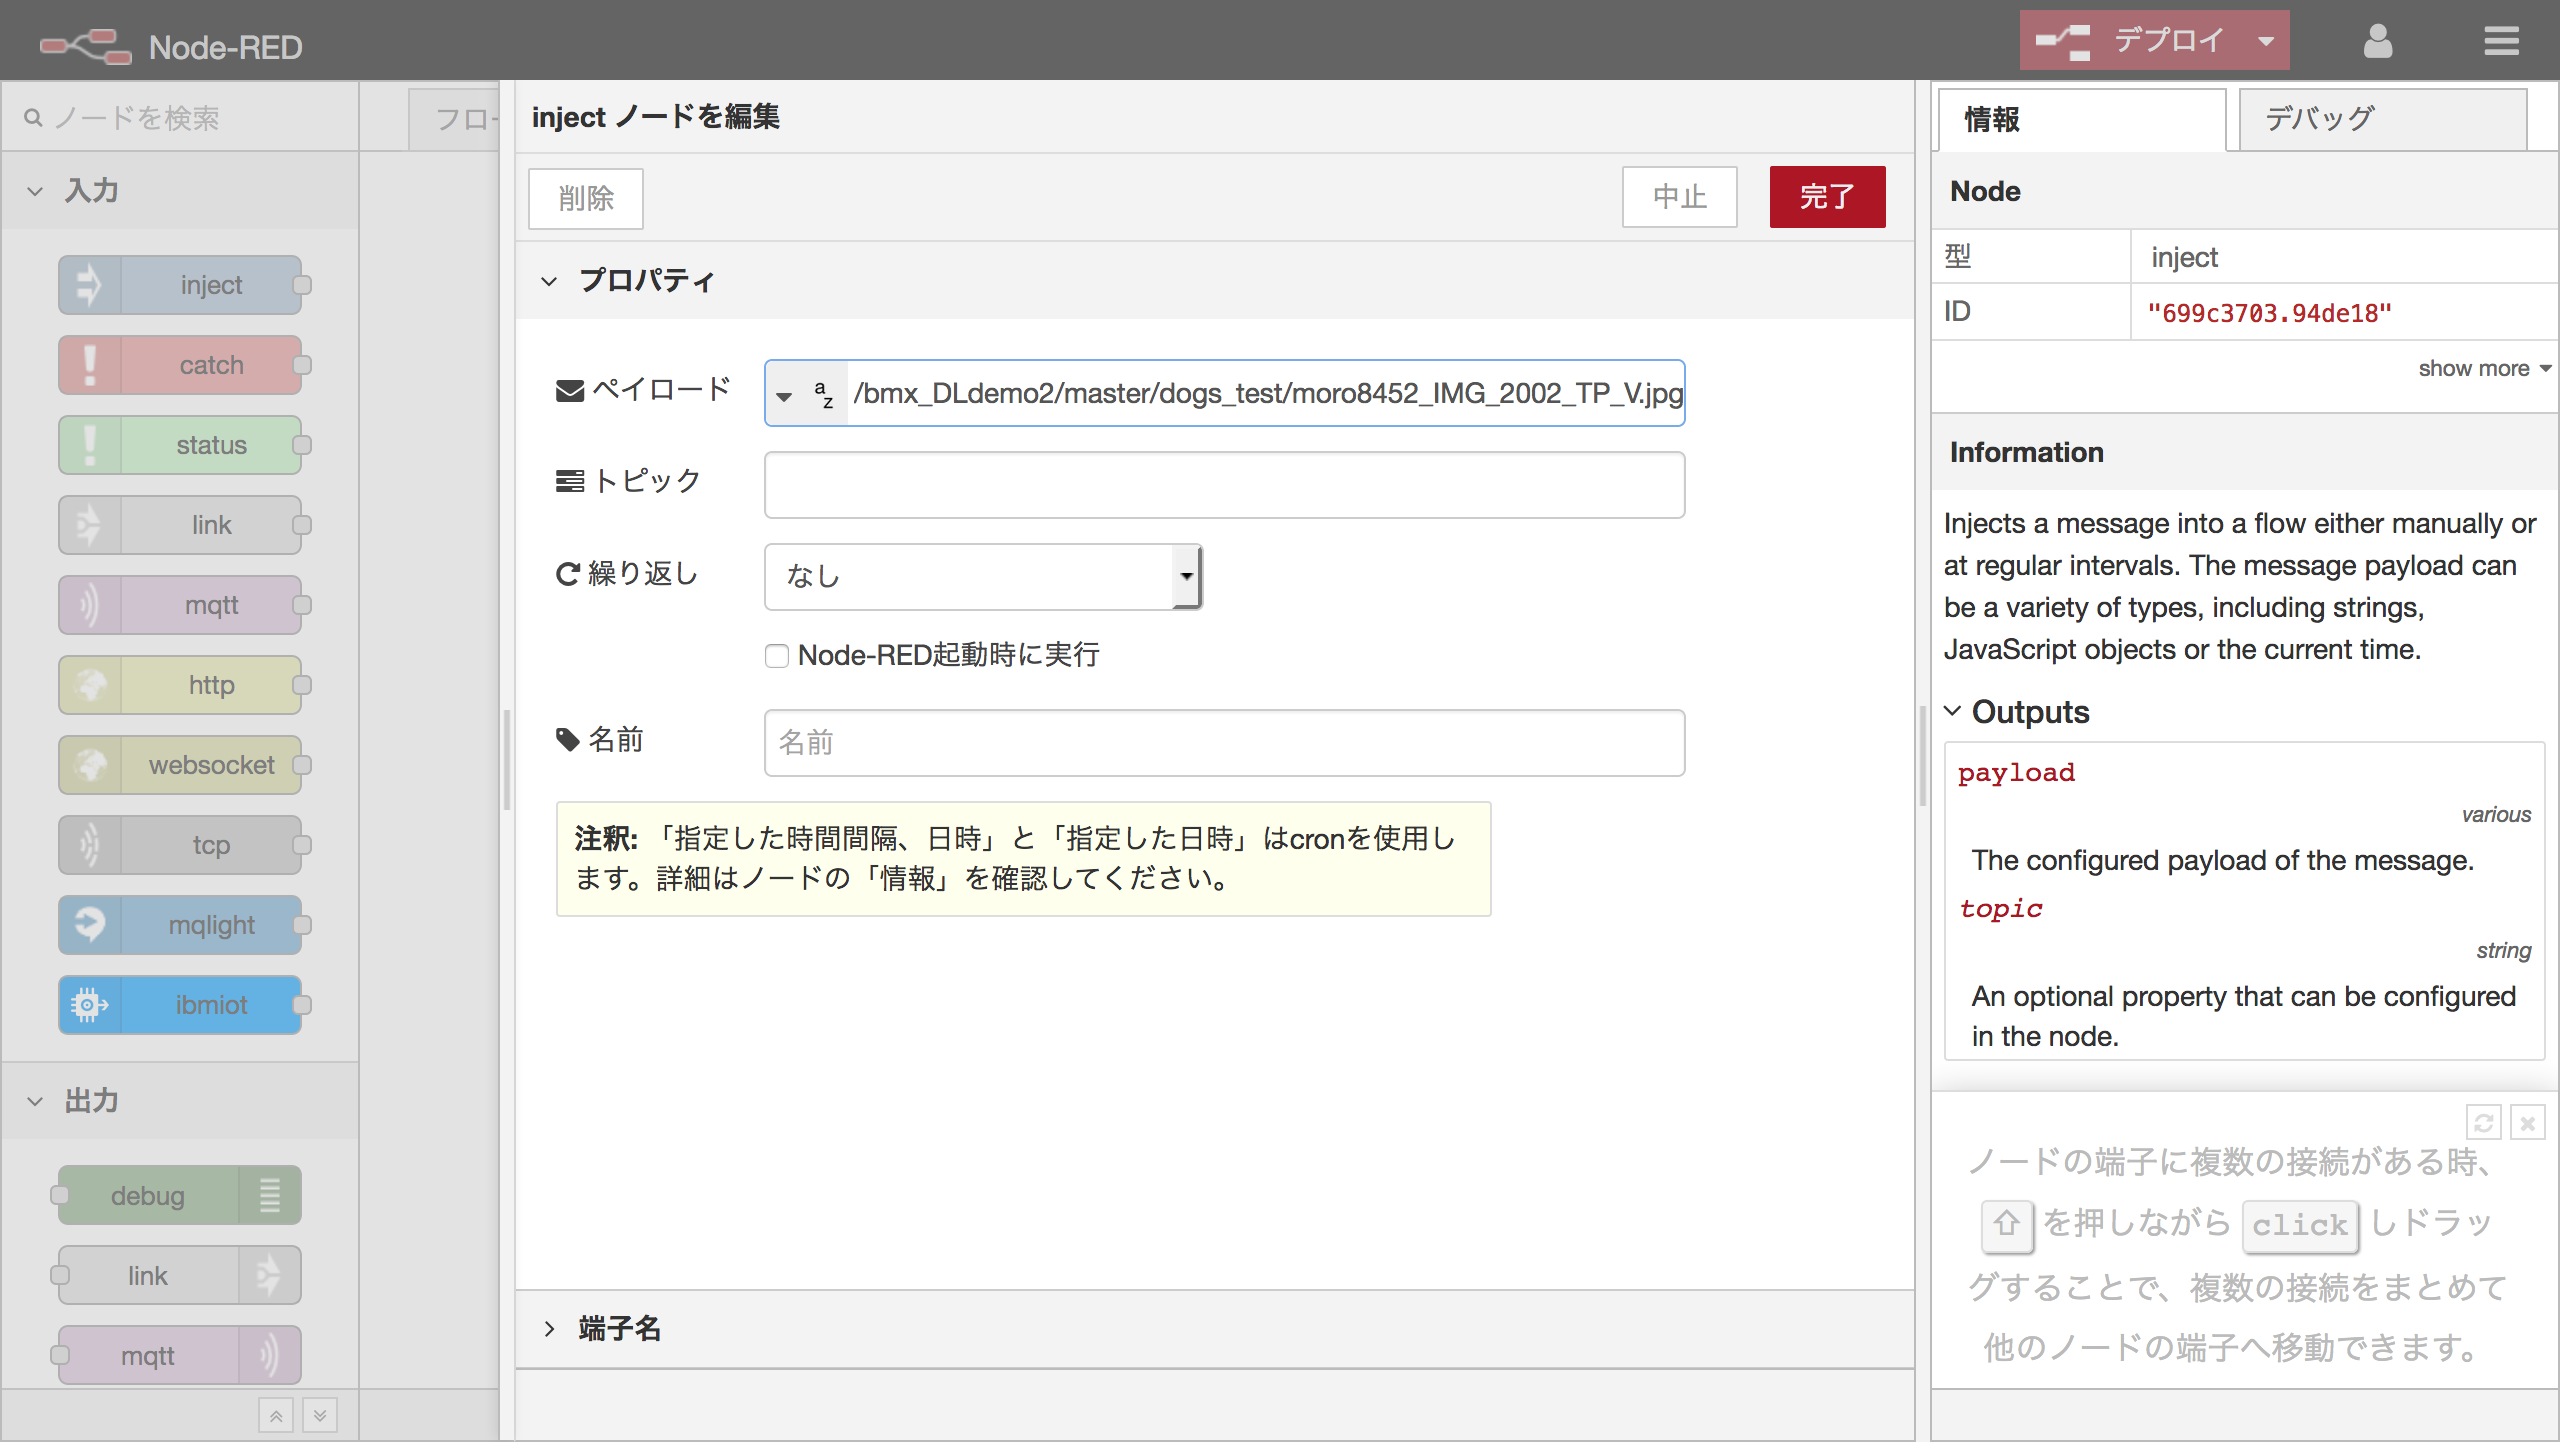 Node-RED
デプロイ
ノードを検索
入力
inject
catch
status
link
mqtt
http
websocket
tcp
mqlight
ibmiot
出力
debug
link
mqtt
フロー
inject ノードを編集
削除
中止
完了
プロパティ
ペイロード
a
z
/bmx_DLdemo2/master/dogs_test/moro8452_IMG_2002_TP_V.jpg
トピック
繰り返し
なし
Node-RED起動時に実行
名前
名前
注釈: 「指定した時間間隔、日時」と「指定した日時」はcronを使用し
ます。詳細はノードの「情報」を確認してください。
端子名
情報
デバッグ
Node
型 inject
ID "699c3703.94de18"
show more
Information
Injects a message into a flow either manually or
at regular intervals. The message payload can
be a variety of types, including strings,
JavaScript objects or the current time.
Outputs
payload
various
The configured payload of the message.
topic
string
An optional property that can be configured
in the node.
ノードの端子に複数の接続がある時、
⇧ を押しながら click しドラッ
グすることで、複数の接続をまとめて
他のノードの端子へ移動できます。